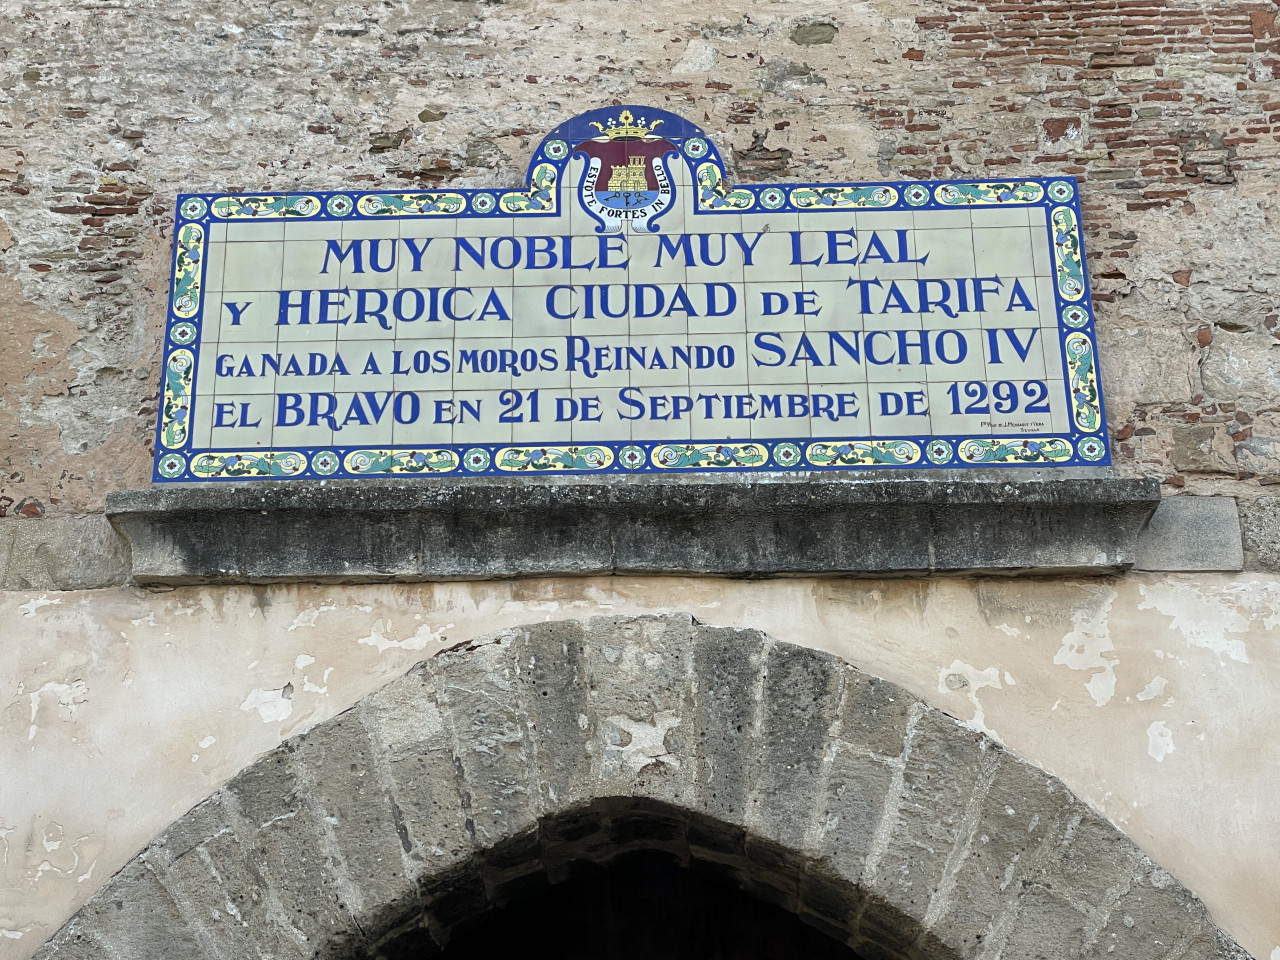 ESTOTE FORTES IN BELLO
MUY NOBLE, MUY LEAL
Y HEROICA CIUDAD DE TARIFA
GANADA A LOS MOROS REINANDO SANCHO IV
EL BRAVO EN 21 DE SEPTIEMBRE DE 1292
SEVILLA